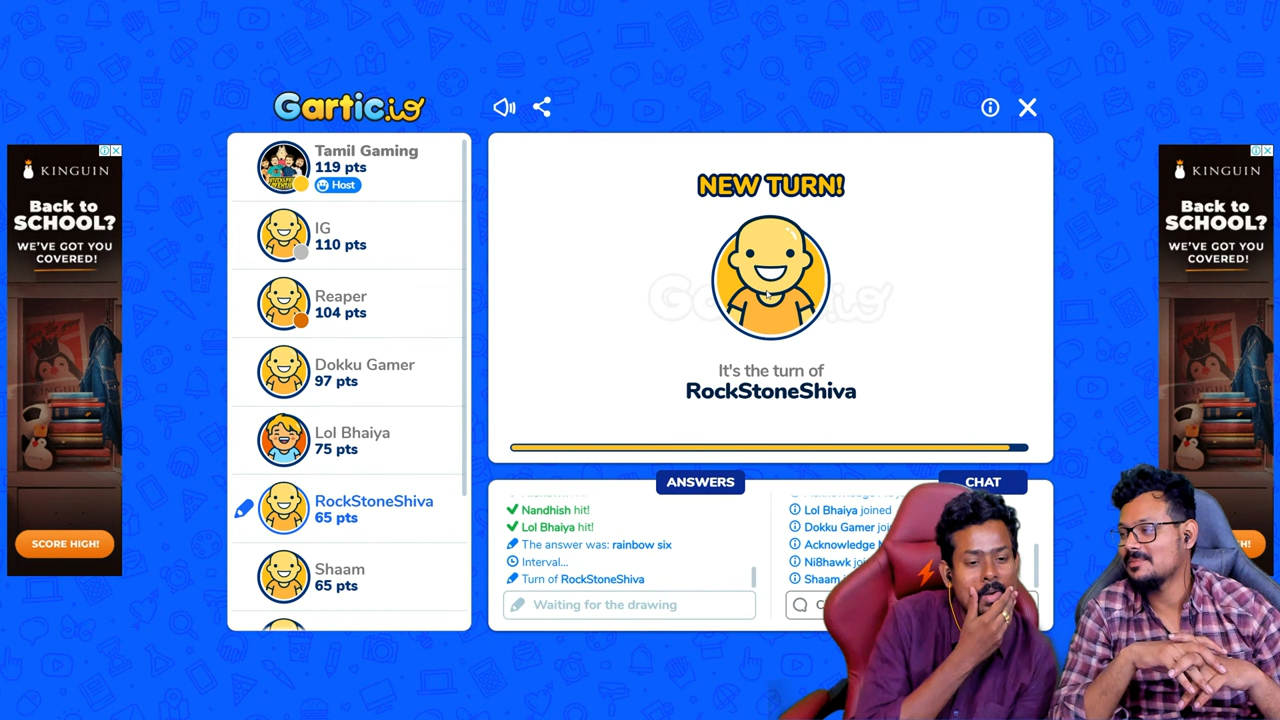 Gartic.io
KINGUIN
Back to
SCHOOL?
WE'VE GOT YOU
COVERED!
SCORE HIGH!
Tamil Gaming
119 pts
Host
IG
110 pts
Reaper
104 pts
Dokku Gamer
97 pts
Lol Bhaiya
75 pts
RockStoneShiva
65 pts
Shaam
65 pts
NEW TURN!
It's the turn of
RockStoneShiva
ANSWERS
Nandhish hit!
Lol Bhaiya hit!
The answer was: rainbow six
Interval...
Turn of RockStoneShiva
Waiting for the drawing
CHAT
Lol Bhaiya joined
Dokku Gamer joi
Acknowledge
Ni8hawk joi
Shaam
KINGUIN
Back to
SCHOOL?
WE'VE GOT YOU
COVERED!
H!